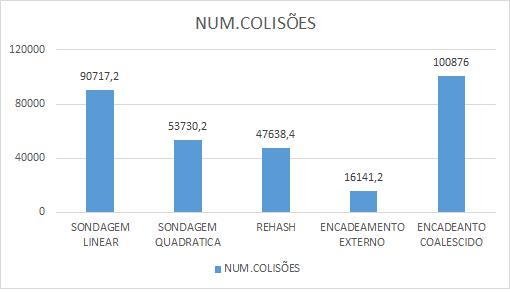 NUM.COLISÕES
120000
80000
40000
0
90717,2
53730,2
47638,4
16141,2
100876
SONDAGEM
LINEAR
SONDAGEM
QUADRATICA
REHASH
ENCADEAMENTO
EXTERNO
ENCADEANTO
COALESCIDO
NUM.COLISÕES